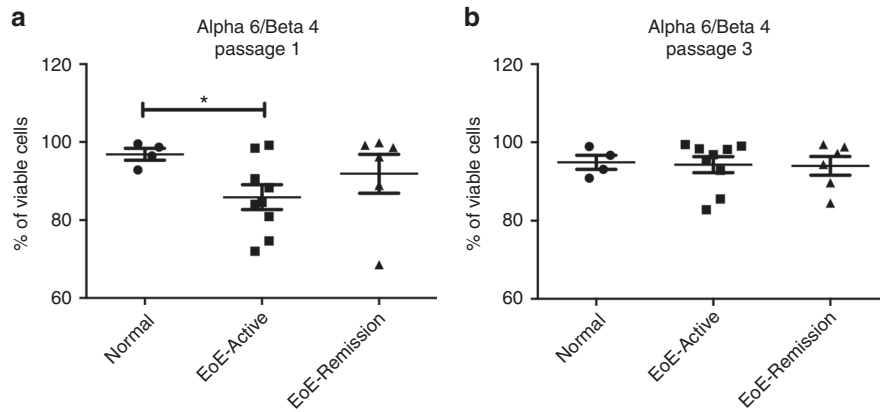 a
Alpha 6/Beta 4
passage 1
120
100
80
60
% of viable cells
*
Normal
EoE-Active
EoE-Remission
b
Alpha 6/Beta 4
passage 3
120
100
80
60
% of viable cells
Normal
EoE-Active
EoE-Remission